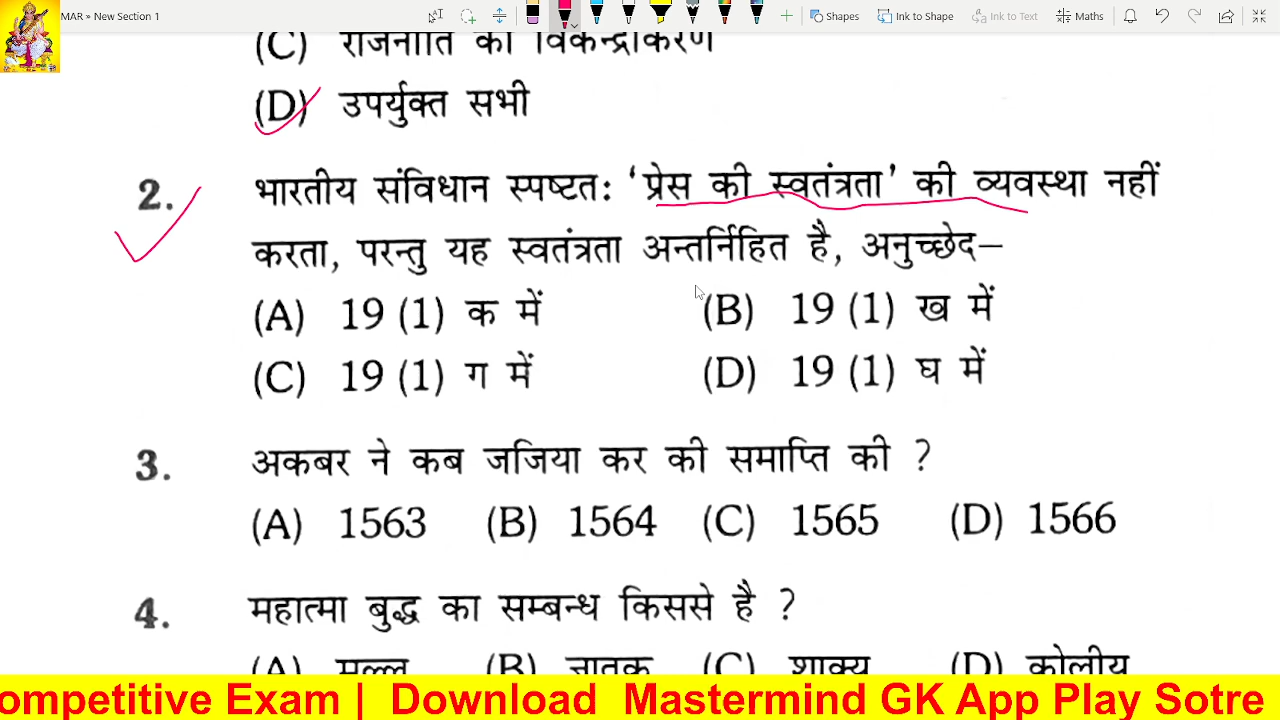 MAR » New Section 1
Shapes
Ink to Shape
Ink to Text
Maths
(C) राजनीति का विकेन्द्रीकरण
(D) उपर्युक्त सभी
2. भारतीय संविधान स्पष्टतः ‘प्रेस की स्वतंत्रता’ की व्यवस्था नहीं
करता, परन्तु यह स्वतंत्रता अन्तर्निहित है, अनुच्छेद–
(A) 19 (1) क में (B) 19 (1) ख में
(C) 19 (1) ग में (D) 19 (1) घ में
3. अकबर ने कब जजिया कर की समाप्ति की ?
(A) 1563 (B) 1564 (C) 1565 (D) 1566
4. महात्मा बुद्ध का सम्बन्ध किससे है ?
(A) मल्ल (B) ज्ञातृक (C) शाक्य (D) कोलीय
ompetitive Exam | Download Mastermind GK App Play Sotre